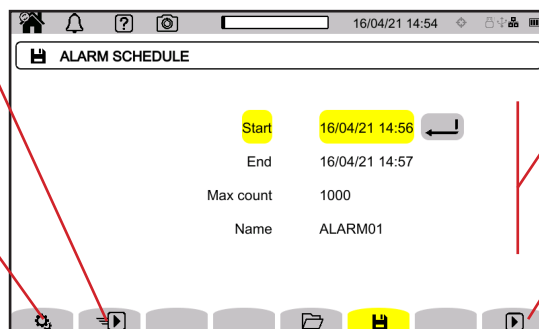 16/04/21 14:54
ALARM SCHEDULE
Start 16/04/21 14:56
End 16/04/21 14:57
Max count 1000
Name ALARM01